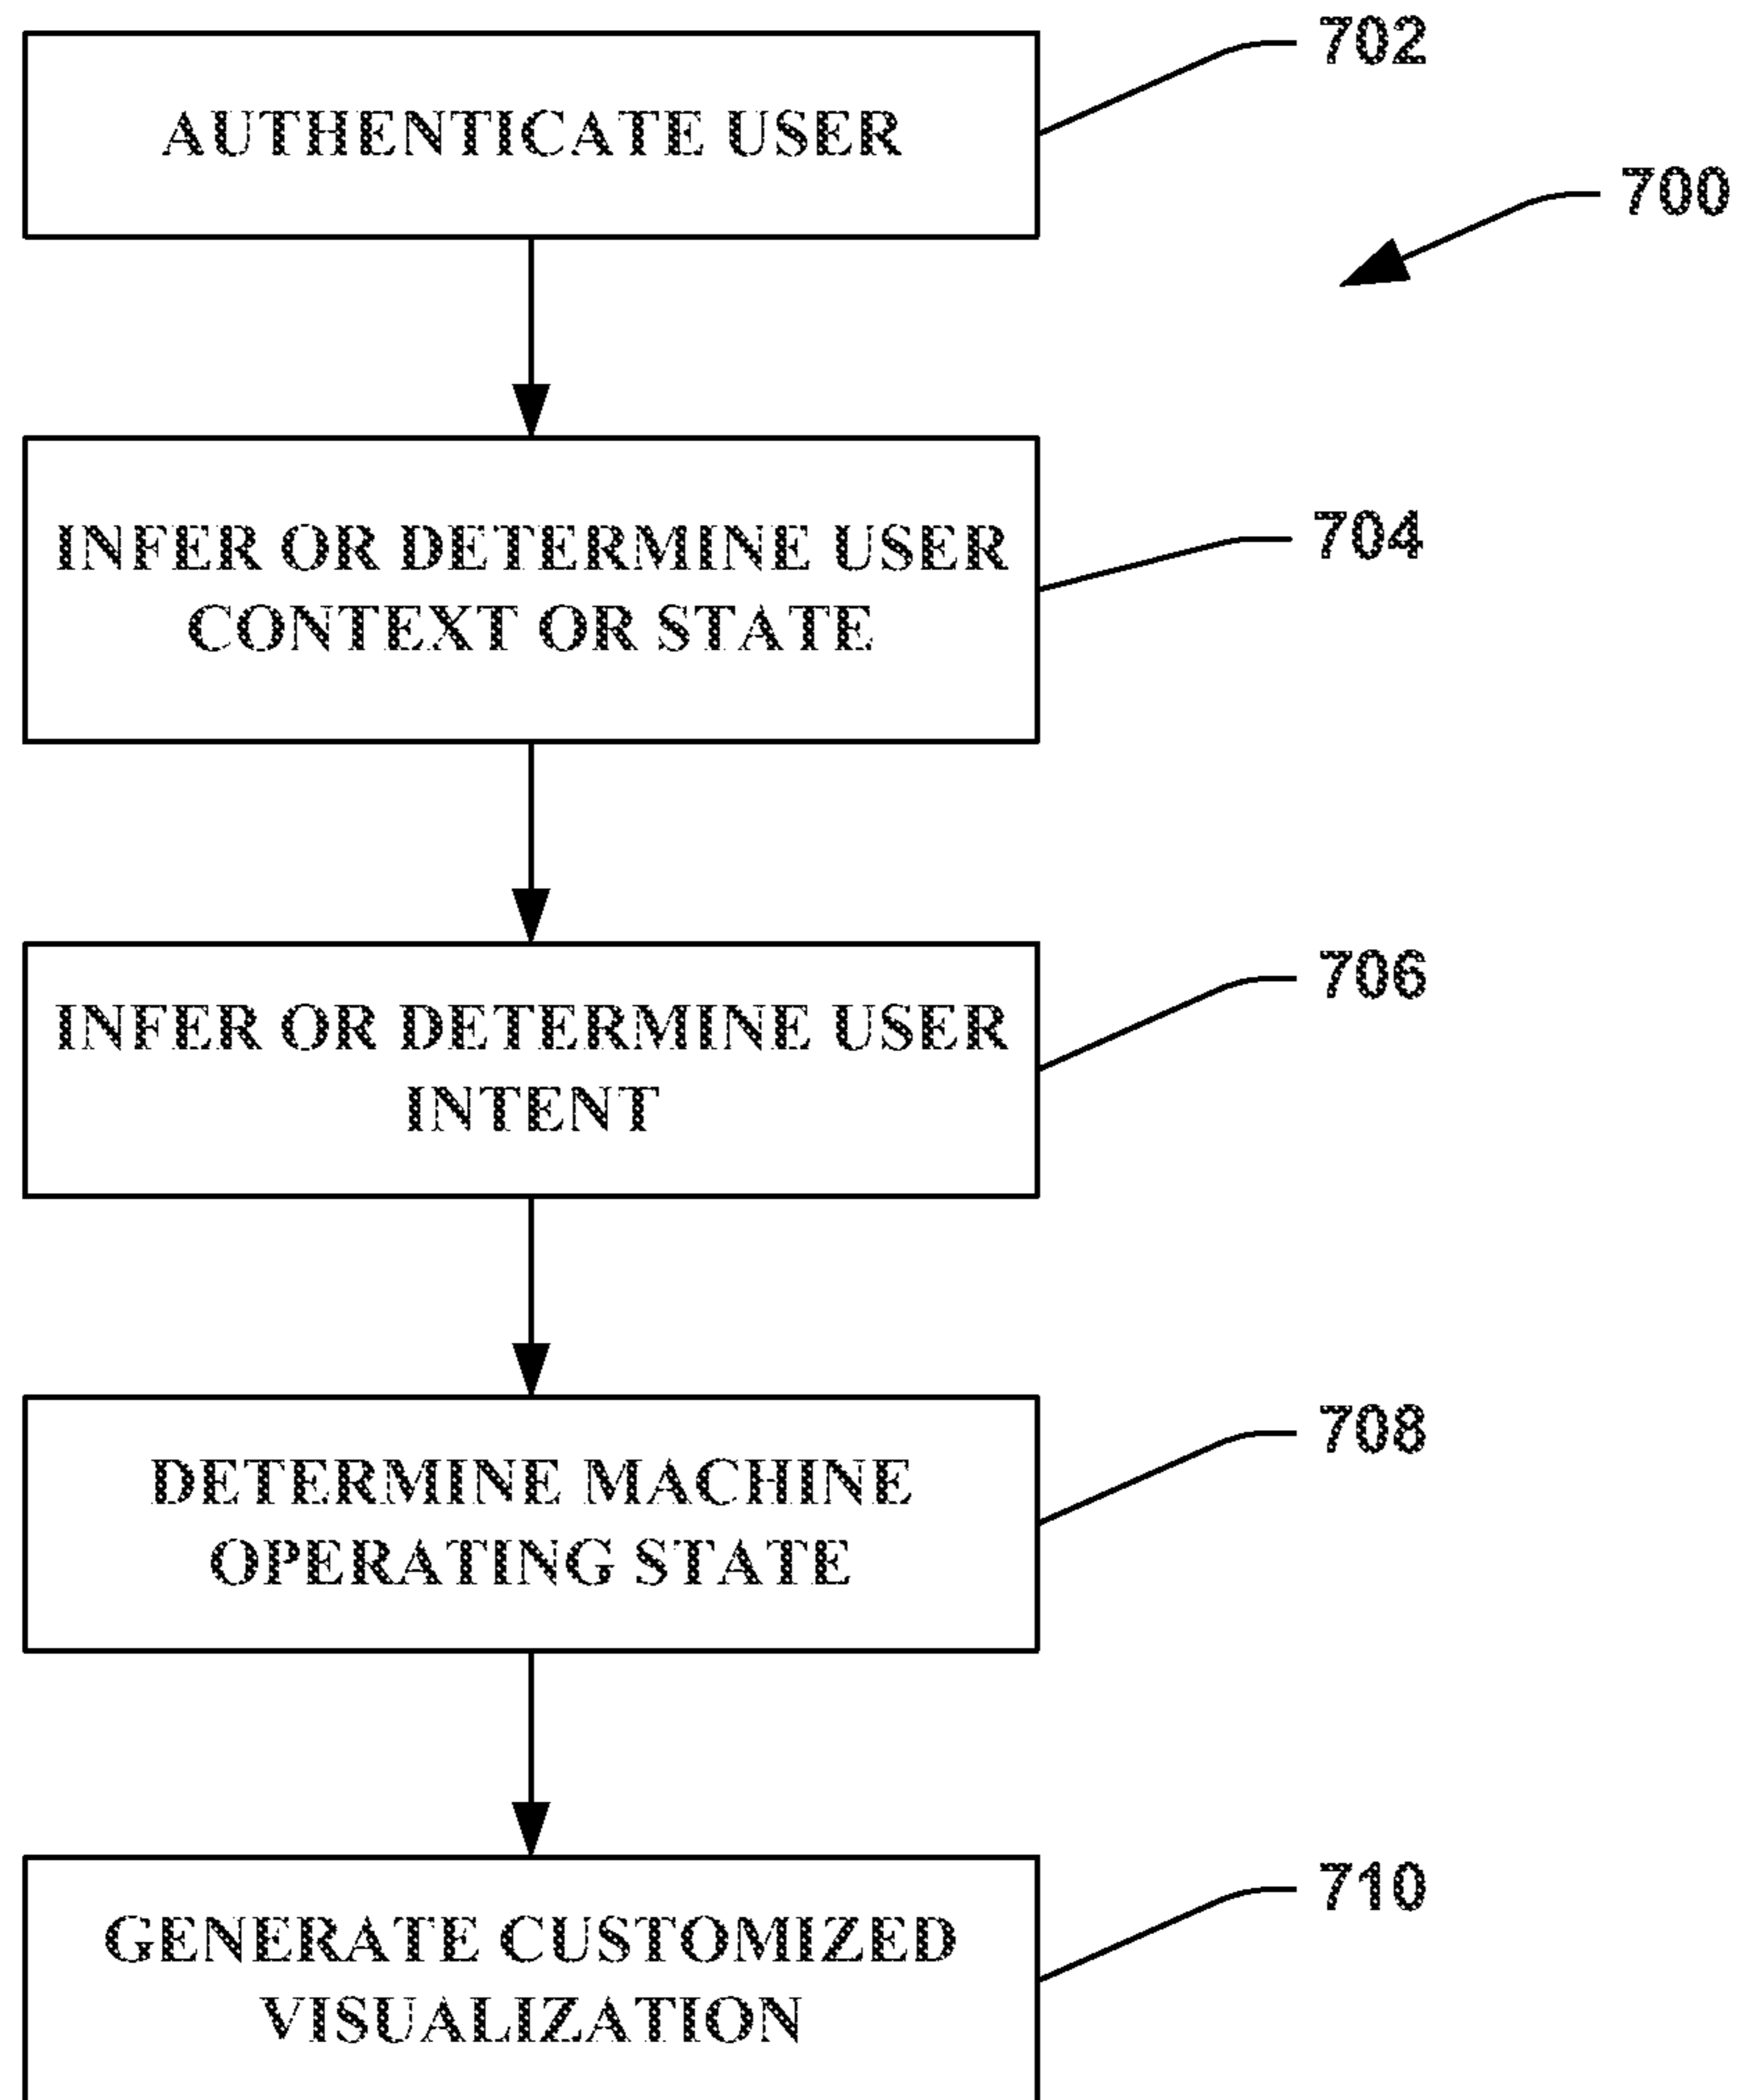 702
AUTHENTICATE USER
700
INFER OR DETERMINE USER
CONTEXT OR STATE
704
706
INFER OR DETERMINE USER
INTENT
708
DETERMINE MACHINE
OPERATING STATE
710
GENERATE CUSTOMIZED
VISUALIZATION